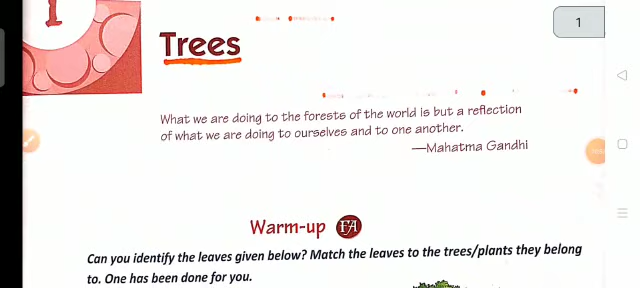 1
1
Trees
What we are doing to the forests of the world is but a reflection
of what we are doing to ourselves and to one another.
—Mahatma Gandhi
Warm-up FA
Can you identify the leaves given below? Match the leaves to the trees/plants they belong
to. One has been done for you.